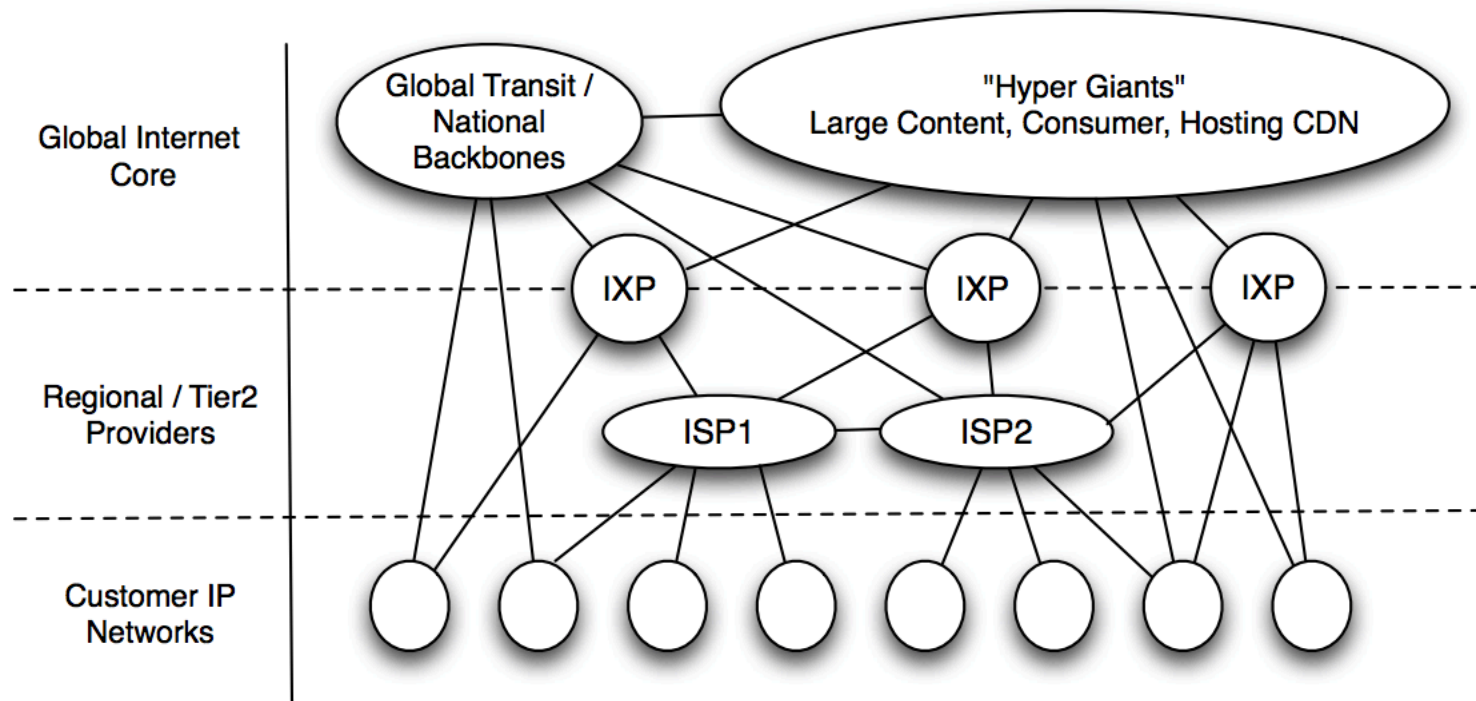 Global Internet
Core
Global Transit /
National
Backbones
"Hyper Giants"
Large Content, Consumer, Hosting CDN
IXP
IXP
IXP
Regional / Tier2
Providers
ISP1
ISP2
Customer IP
Networks